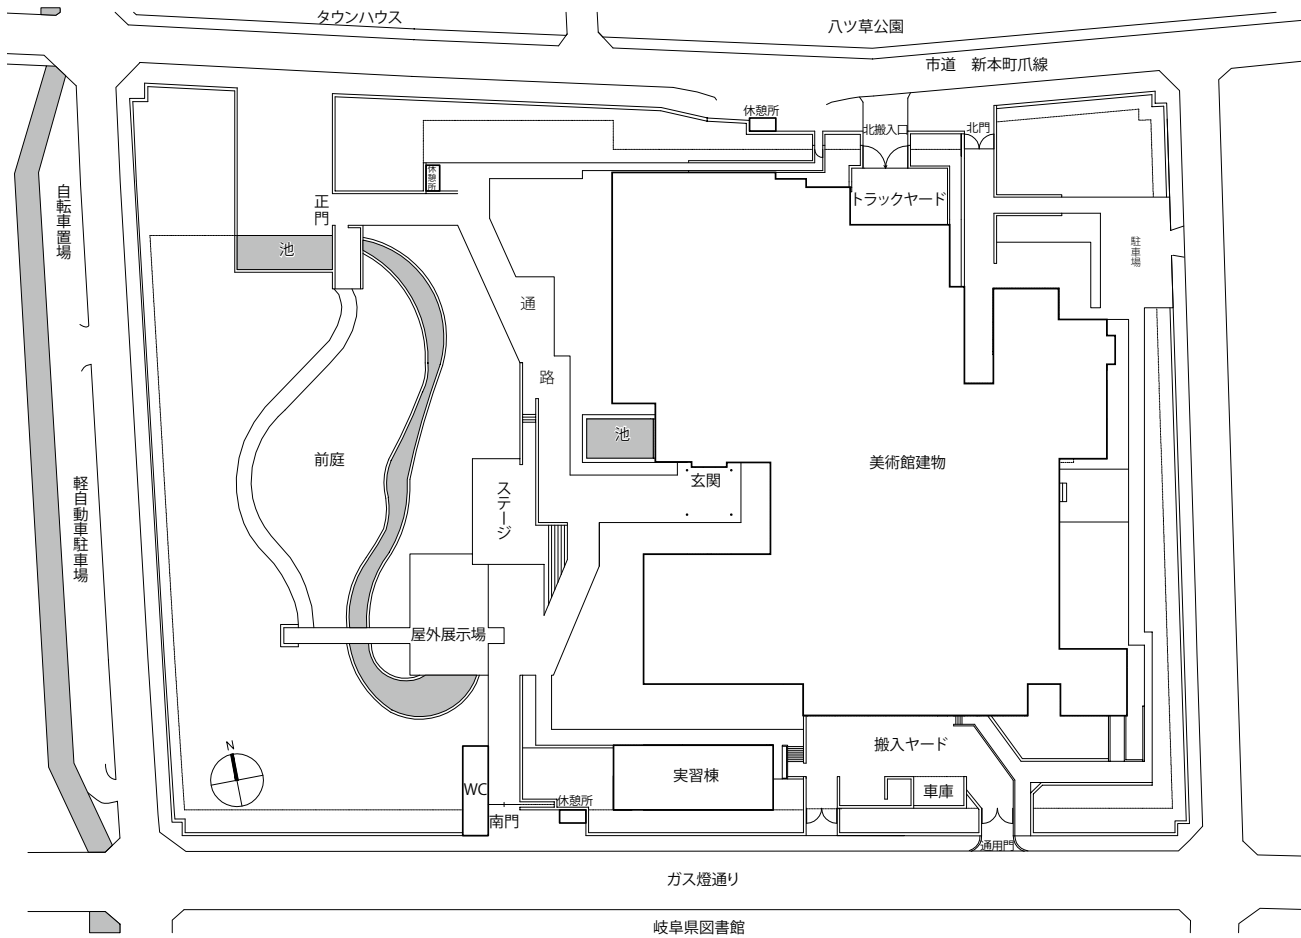 タウンハウス
八ツ草公園
市道　新本町爪線
休憩所
北搬入口
北門
休憩所
トラックヤード
自転車置場
正門
池
駐車場
通
路
池
前庭
美術館建物
玄関
ステージ
軽自動車駐車場
屋外展示場
N
搬入ヤード
実習棟
WC
車庫
休憩所
南門
通用門
ガス燈通り
岐阜県図書館